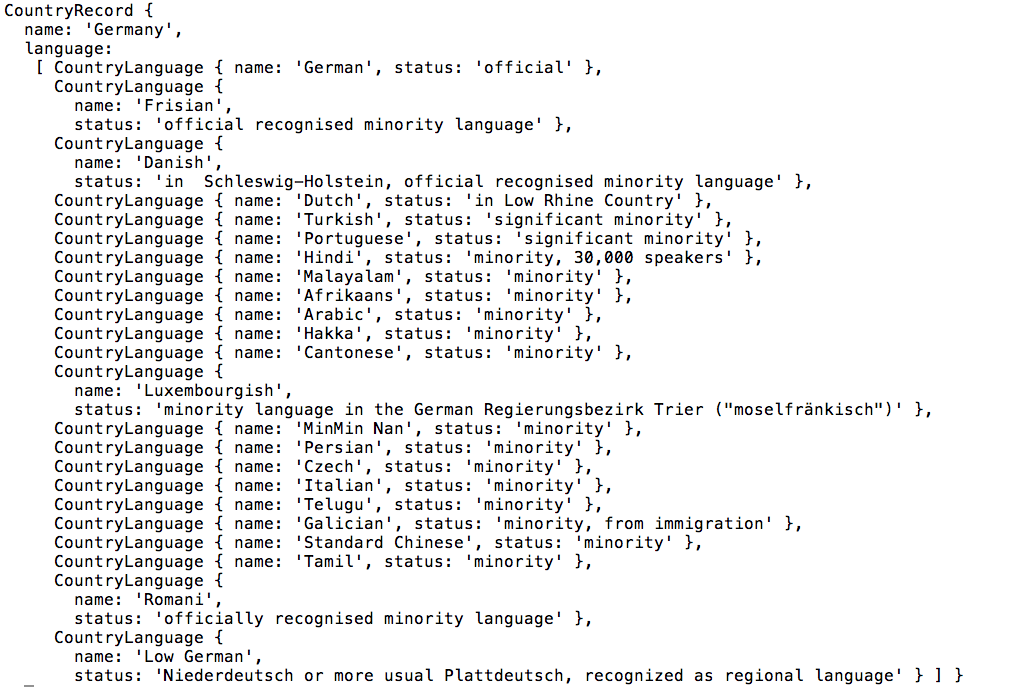 CountryRecord {
  name: 'Germany',
  language:
   [ CountryLanguage { name: 'German', status: 'official' },
     CountryLanguage {
       name: 'Frisian',
       status: 'official recognised minority language' },
     CountryLanguage {
       name: 'Danish',
       status: 'in  Schleswig–Holstein, official recognised minority language' },
     CountryLanguage { name: 'Dutch', status: 'in Low Rhine Country' },
     CountryLanguage { name: 'Turkish', status: 'significant minority' },
     CountryLanguage { name: 'Portuguese', status: 'significant minority' },
     CountryLanguage { name: 'Hindi', status: 'minority, 30,000 speakers' },
     CountryLanguage { name: 'Malayalam', status: 'minority' },
     CountryLanguage { name: 'Afrikaans', status: 'minority' },
     CountryLanguage { name: 'Arabic', status: 'minority' },
     CountryLanguage { name: 'Hakka', status: 'minority' },
     CountryLanguage { name: 'Cantonese', status: 'minority' },
     CountryLanguage {
       name: 'Luxembourgish',
       status: 'minority language in the German Regierungsbezirk Trier ("moselfränkisch")' },
     CountryLanguage { name: 'MinMin Nan', status: 'minority' },
     CountryLanguage { name: 'Persian', status: 'minority' },
     CountryLanguage { name: 'Czech', status: 'minority' },
     CountryLanguage { name: 'Italian', status: 'minority' },
     CountryLanguage { name: 'Telugu', status: 'minority' },
     CountryLanguage { name: 'Galician', status: 'minority, from immigration' },
     CountryLanguage { name: 'Standard Chinese', status: 'minority' },
     CountryLanguage { name: 'Tamil', status: 'minority' },
     CountryLanguage {
       name: 'Romani',
       status: 'officially recognised minority language' },
     CountryLanguage {
       name: 'Low German',
       status: 'Niederdeutsch or more usual Plattdeutsch, recognized as regional language' } ] }